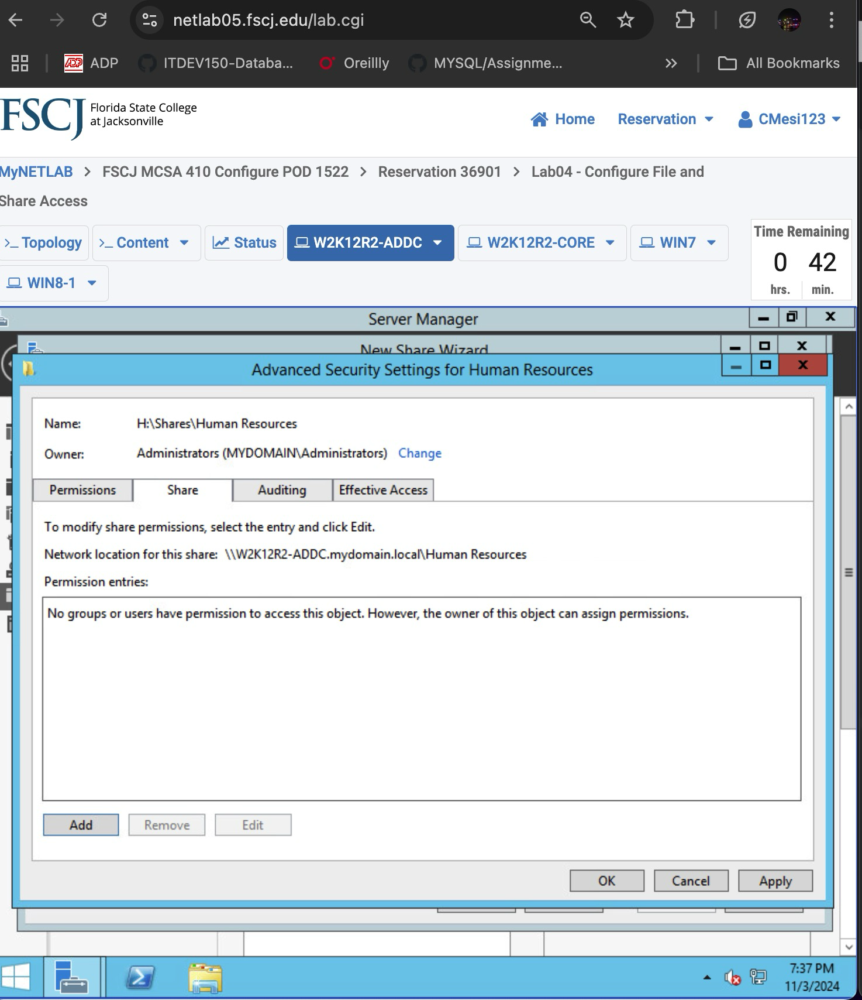 netlab05.fscj.edu/lab.cgi
ADP ADP ITDEV150-Databa... Oreillly MYSQL/Assignme... » All Bookmarks
FSCJ Florida State College
at Jacksonville
Home Reservation CMesi123
MyNETLAB > FSCJ MCSA 410 Configure POD 1522 > Reservation 36901 > Lab04 - Configure File and
Share Access
>_ Topology >_ Content Status W2K12R2-ADDC W2K12R2-CORE WIN7
WIN8-1
Time Remaining
0 42
hrs. min.
Server Manager
New Share Wizard
Advanced Security Settings for Human Resources
Name: H:\Shares\Human Resources
Owner: Administrators (MYDOMAIN\Administrators) Change
Permissions Share Auditing Effective Access
To modify share permissions, select the entry and click Edit.
Network location for this share: \\W2K12R2-ADDC.mydomain.local\Human Resources
Permission entries:
No groups or users have permission to access this object. However, the owner of this object can assign permissions.
Add Remove Edit
OK Cancel Apply
7:37 PM
11/3/2024